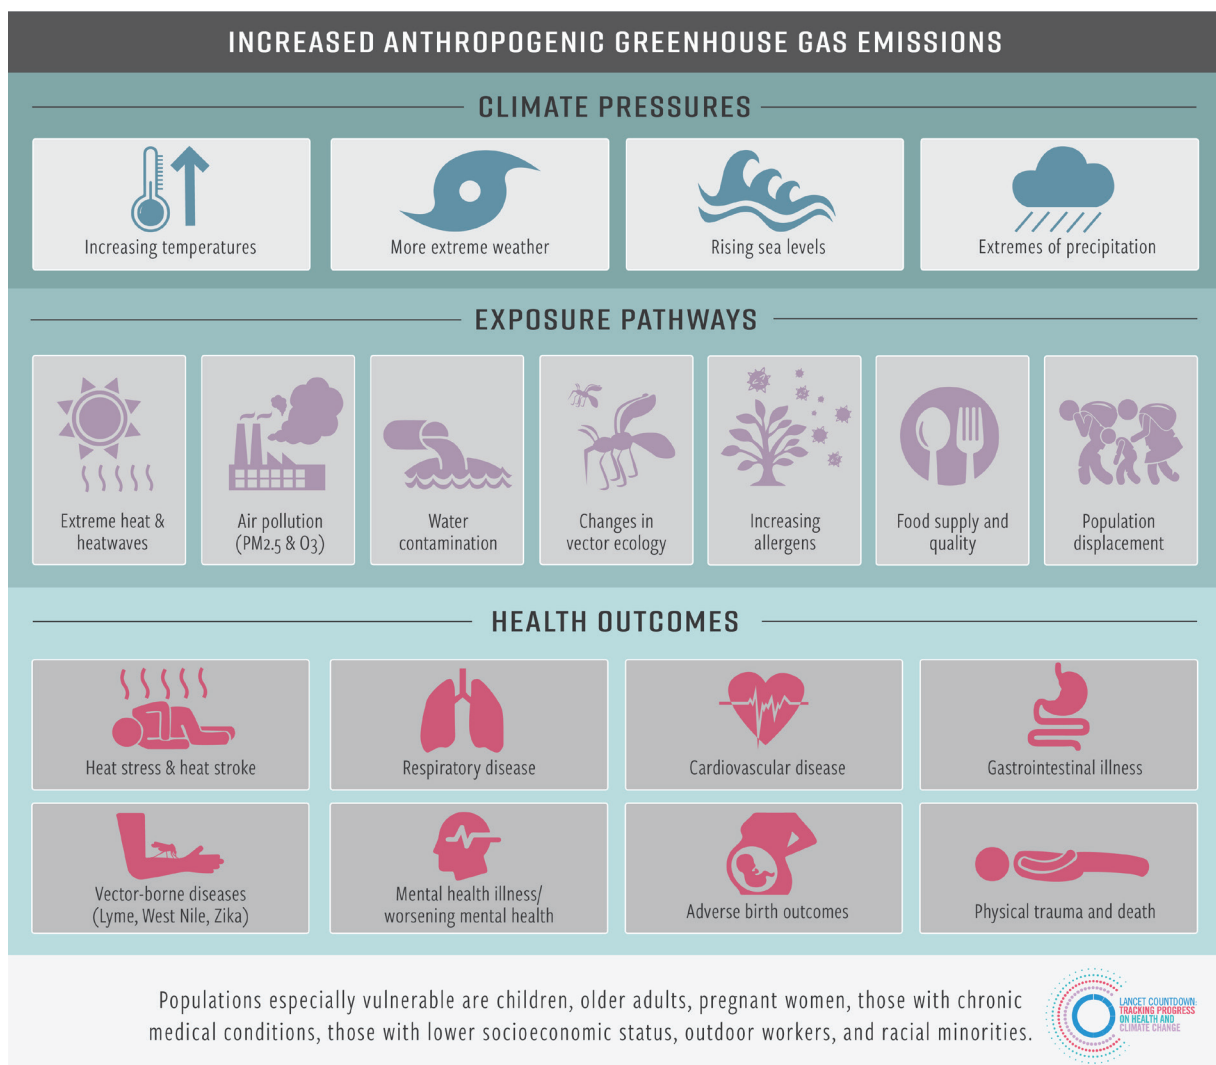 INCREASED ANTHROPOGENIC GREENHOUSE GAS EMISSIONS
CLIMATE PRESSURES
Increasing temperatures
More extreme weather
Rising sea levels
Extremes of precipitation
EXPOSURE PATHWAYS
Extreme heat &
heatwaves
Air pollution
(PM2.5 & O3)
Water
contamination
Changes in
vector ecology
Increasing
allergens
Food supply and
quality
Population
displacement
HEALTH OUTCOMES
Heat stress & heat stroke
Respiratory disease
Cardiovascular disease
Gastrointestinal illness
Vector-borne diseases
(Lyme, West Nile, Zika)
Mental health illness/
worsening mental health
Adverse birth outcomes
Physical trauma and death
Populations especially vulnerable are children, older adults, pregnant women, those with chronic
medical conditions, those with lower socioeconomic status, outdoor workers, and racial minorities.
LANCET COUNTDOWN:
TRACKING PROGRESS
ON HEALTH AND
CLIMATE CHANGE